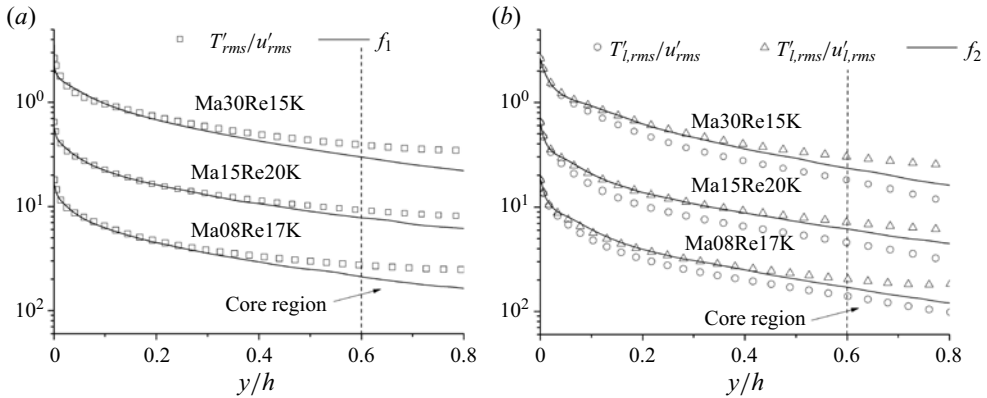 (a)
T′rms/u′rms
f1
10^0
10^1
10^2
Ma30Re15K
Ma15Re20K
Ma08Re17K
Core region
0 0.2 0.4 0.6 0.8
y/h
(b)
T′l,rms/u′rms
T′l,rms/u′l,rms
f2
10^0
10^1
10^2
Ma30Re15K
Ma15Re20K
Ma08Re17K
Core region
0 0.2 0.4 0.6 0.8
y/h